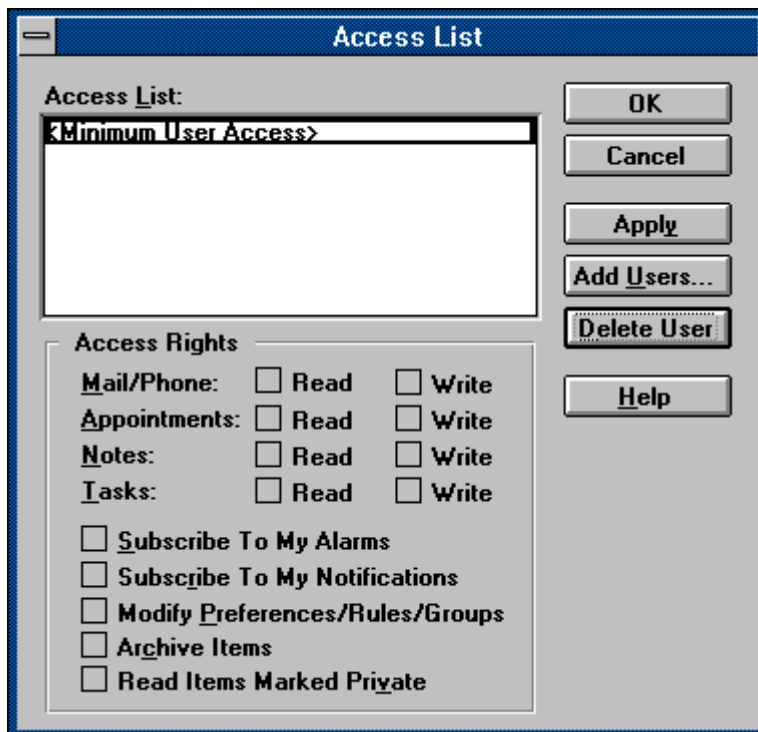 Access List
Access List:
<Minimum User Access>
OK
Cancel
Apply
Add Users...
Delete User
Help
Access Rights
Mail/Phone: Read Write
Appointments: Read Write
Notes: Read Write
Tasks: Read Write
Subscribe To My Alarms
Subscribe To My Notifications
Modify Preferences/Rules/Groups
Archive Items
Read Items Marked Private